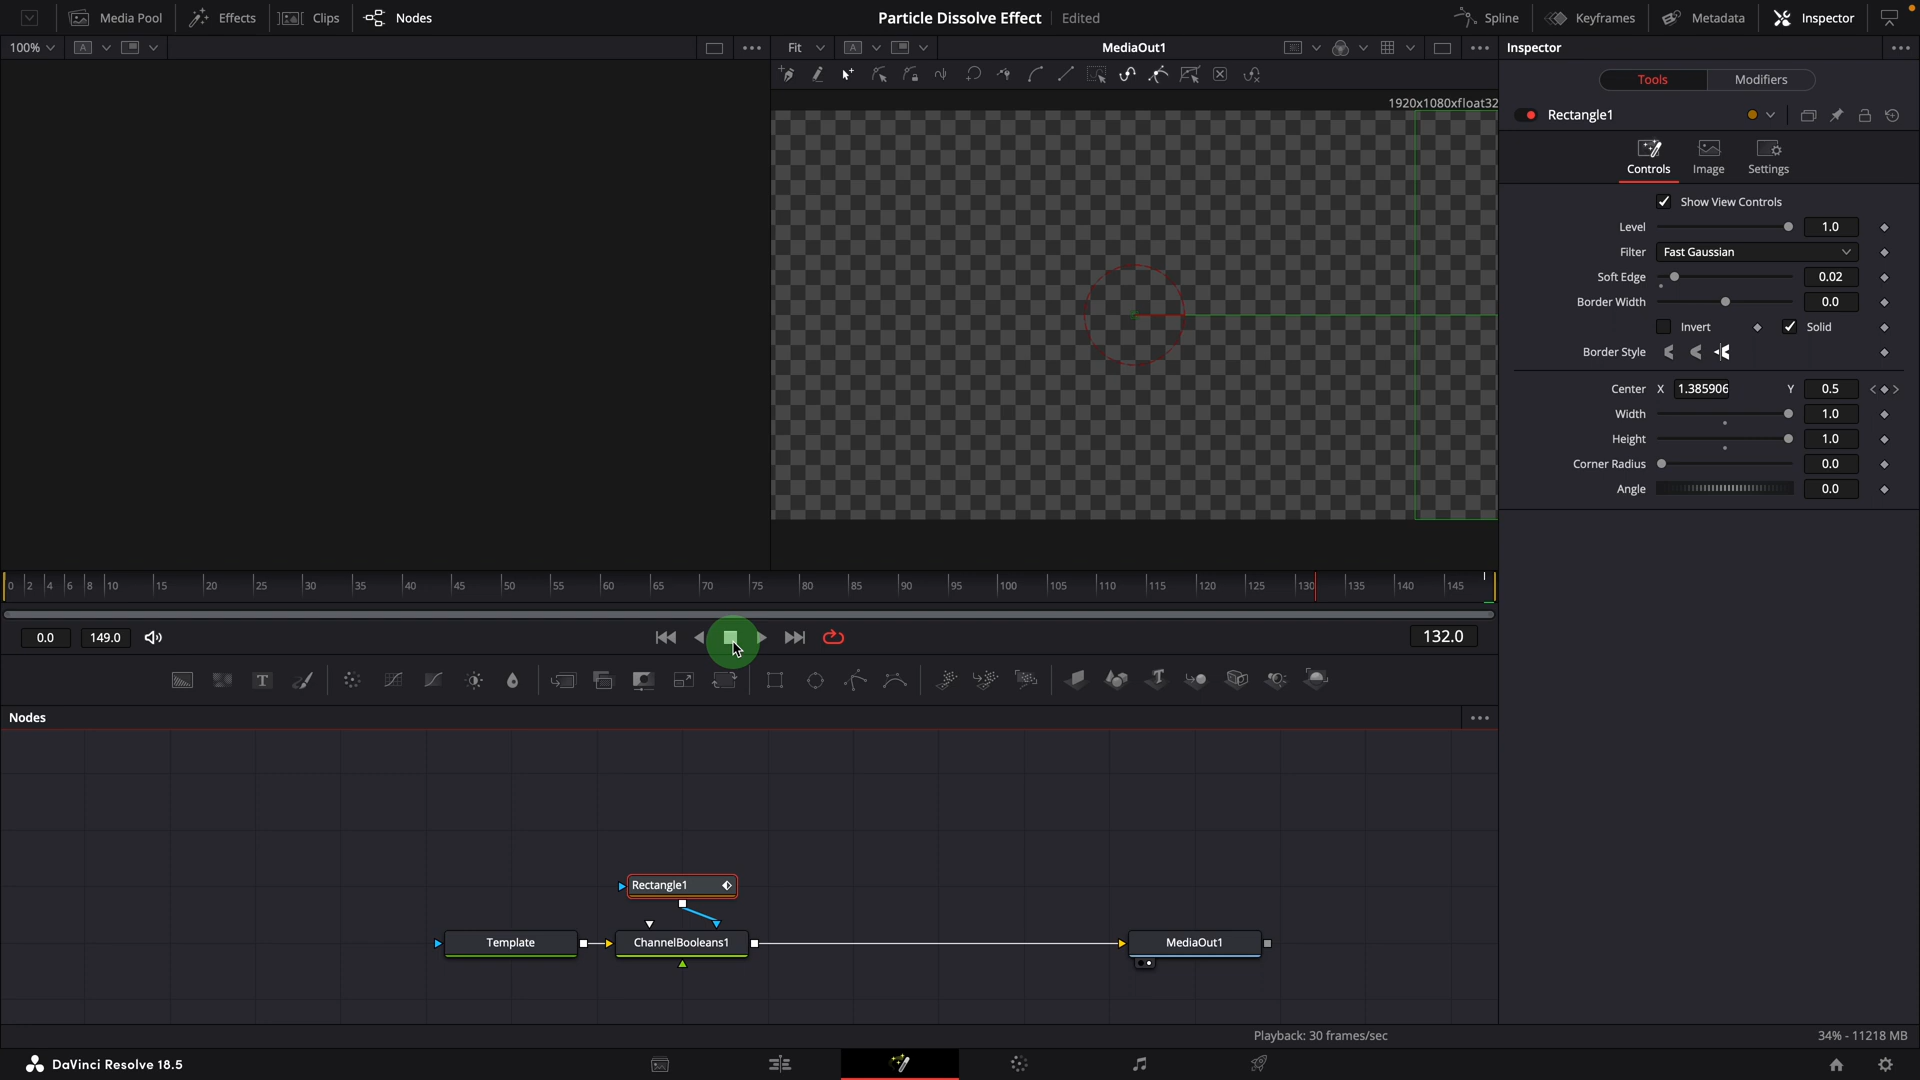 Media Pool Effects Clips Nodes Particle Dissolve Effect Edited Spline Keyframes Metadata Inspector
100% A Fit A MediaOut1 Inspector
Tools Modifiers
1920x1080xfloat32
Rectangle1
Controls Image Settings
Show View Controls
Level 1.0
Filter Fast Gaussian
Soft Edge 0.02
Border Width 0.0
Invert Solid
Border Style
Center X 1.385906 Y 0.5
Width 1.0
Height 1.0
Corner Radius 0.0
Angle 0.0
0 2 4 6 8 10 15 20 25 30 35 40 45 50 55 60 65 70 75 80 85 90 95 100 105 110 115 120 125 130 135 140 145
0.0 149.0 132.0
T T
Nodes
Rectangle1
Template ChannelBooleans1 MediaOut1
Playback: 30 frames/sec 34% - 11218 MB
DaVinci Resolve 18.5